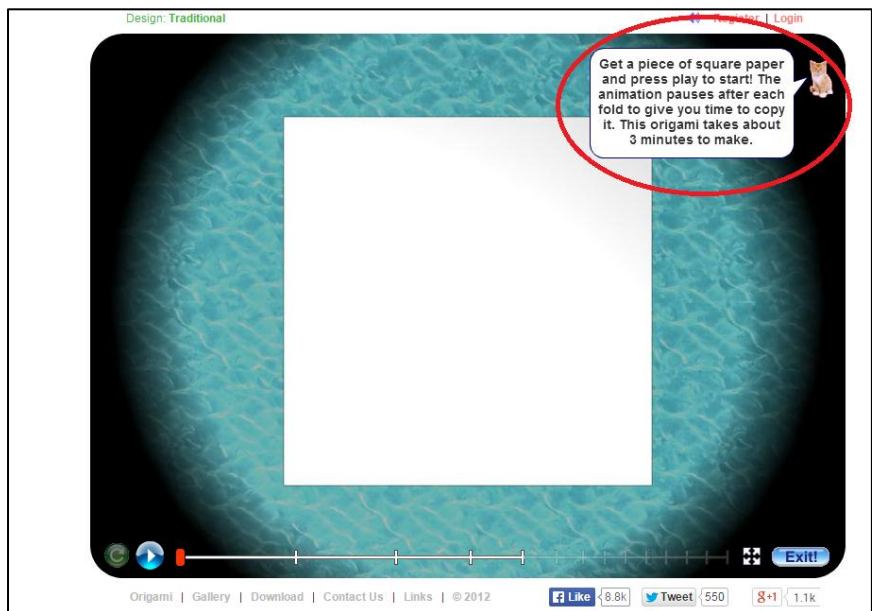 Design: Traditional
Register | Login
Get a piece of square paper
and press play to start! The
animation pauses after each
fold to give you time to copy
it. This origami takes about
3 minutes to make.
Exit!
Origami | Gallery | Download | Contact Us | Links | © 2012
Like 8.8k Tweet 550 g+1 1.1k